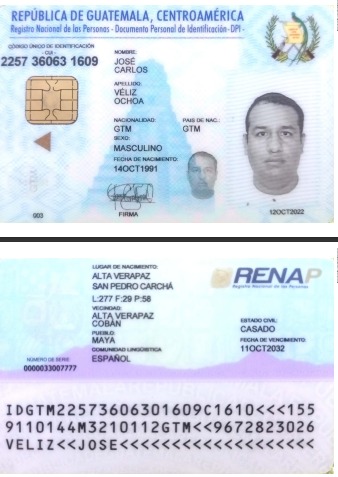 REPÚBLICA DE GUATEMALA, CENTROAMÉRICA
Registro Nacional de las Personas - Documento Personal de Identificación-DPI -
CÓDIGO ÚNICO DE IDENTIFICACIÓN
- CUI -
2257 36063 1609
NOMBRE:
JOSÉ
CARLOS
APELLIDO:
VÉLIZ
OCHOA
NACIONALIDAD:
GTM
PAIS DE NAC.:
GTM
SEXO:
MASCULINO
FECHA DE NACIMIENTO:
14OCT1991
003
FIRMA
12OCT2022
LUGAR DE NACIMIENTO:
ALTA VERAPAZ
SAN PEDRO CARCHÁ
L:277 F:29 P:58
VECINDAD:
ALTA VERAPAZ
COBÁN
PUEBLO:
MAYA
COMUNIDAD LINGÜÍSTICA
ESPAÑOL
RENAP
Registro Nacional de las Personas
ESTADO CIVIL:
CASADO
FECHA DE VENCIMIENTO:
11OCT2032
NÚMERO DE SERIE:
0000033007777
IDGTM22573606301609C1610<<<155
9110144M3210112GTM<<9672823026
VELIZ<<JOSE<<<<<<<<<<<<<<<<<<<